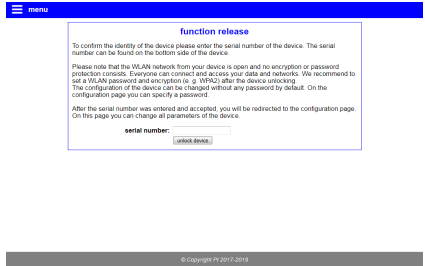 menu
function release
To confirm the identity of the device please enter the serial number of the device. The serial
number can be found on the bottom side of the device.
Please note that the WLAN network from your device is open and no encryption or password
protection consists. Everyone can connect and access your data and networks. We recommend to
set a WLAN password and encryption (e. g. WPA2) after the device unlocking.
The configuration of the device can be changed without any password by default. On the
configuration page you can specify a password.
After the serial number was entered and accepted, you will be redirected to the configuration page.
On this page you can change all parameters of the device.
serial number:
unlock device
© Copyright PI 2017-2019